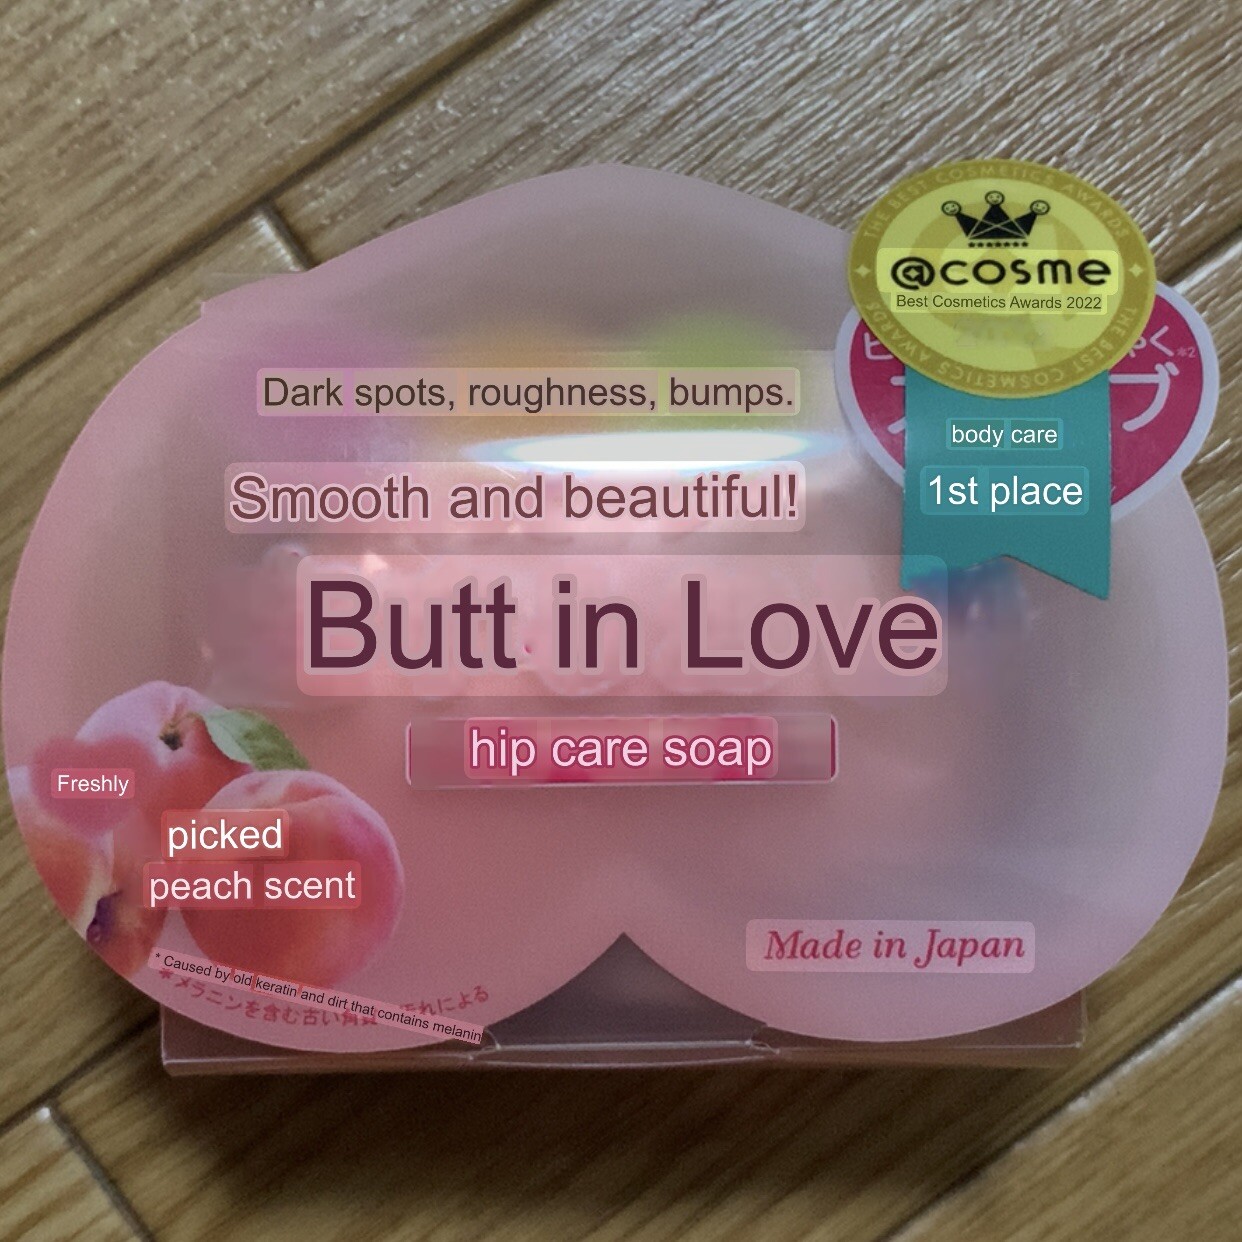 THE BEST COSMETICS AWARDS
@cosme
Best Cosmetics Awards 2022
THE BEST COSMETICS AWARDS
body care
1st place
Dark spots, roughness, bumps.
Smooth and beautiful!
Butt in Love
hip care soap
Freshly
picked
peach scent
Made in Japan
* Caused by old keratin and dirt that contains melanin
*メラニンを含む古い角質 汚れによる